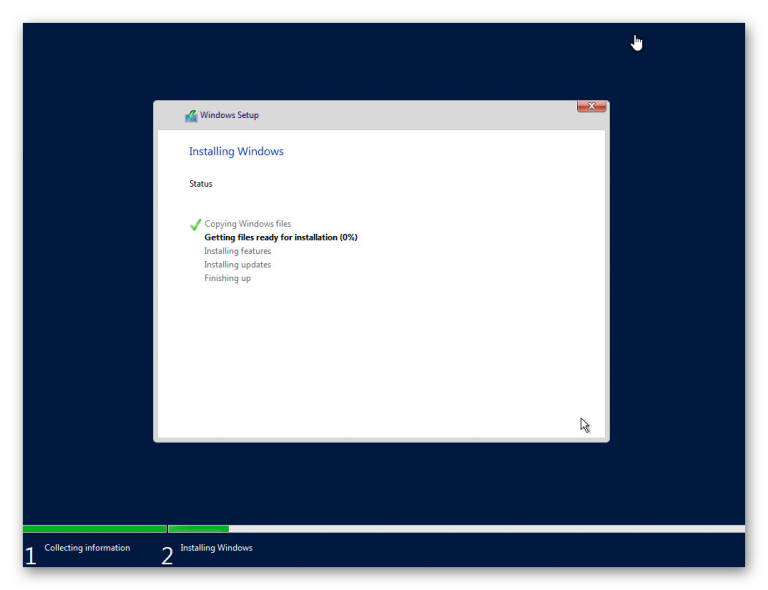 Windows Setup
Installing Windows
Status
Copying Windows files
Getting files ready for installation (0%)
Installing features
Installing updates
Finishing up
1 Collecting information 2 Installing Windows